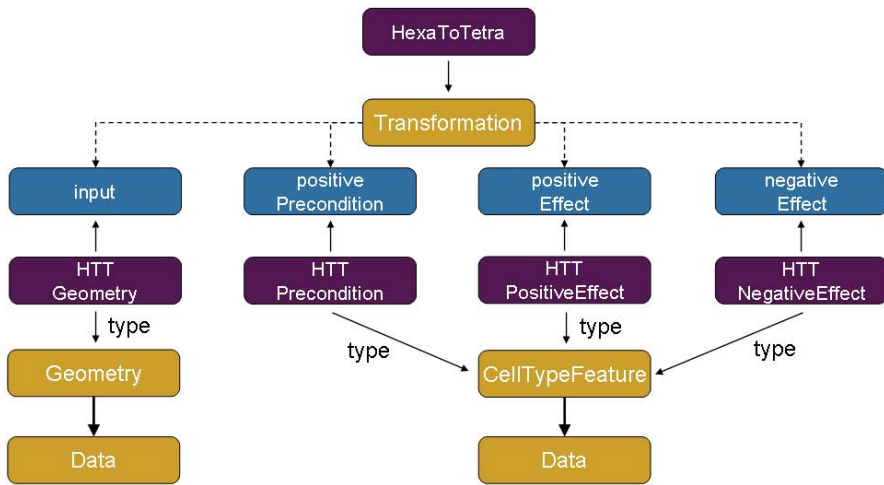 HexaToTetra
Transformation
input
positive
Precondition
positive
Effect
negative
Effect
HTT
Geometry
HTT
Precondition
HTT
PositiveEffect
HTT
NegativeEffect
type
type
type
type
Geometry
CellTypeFeature
Data
Data